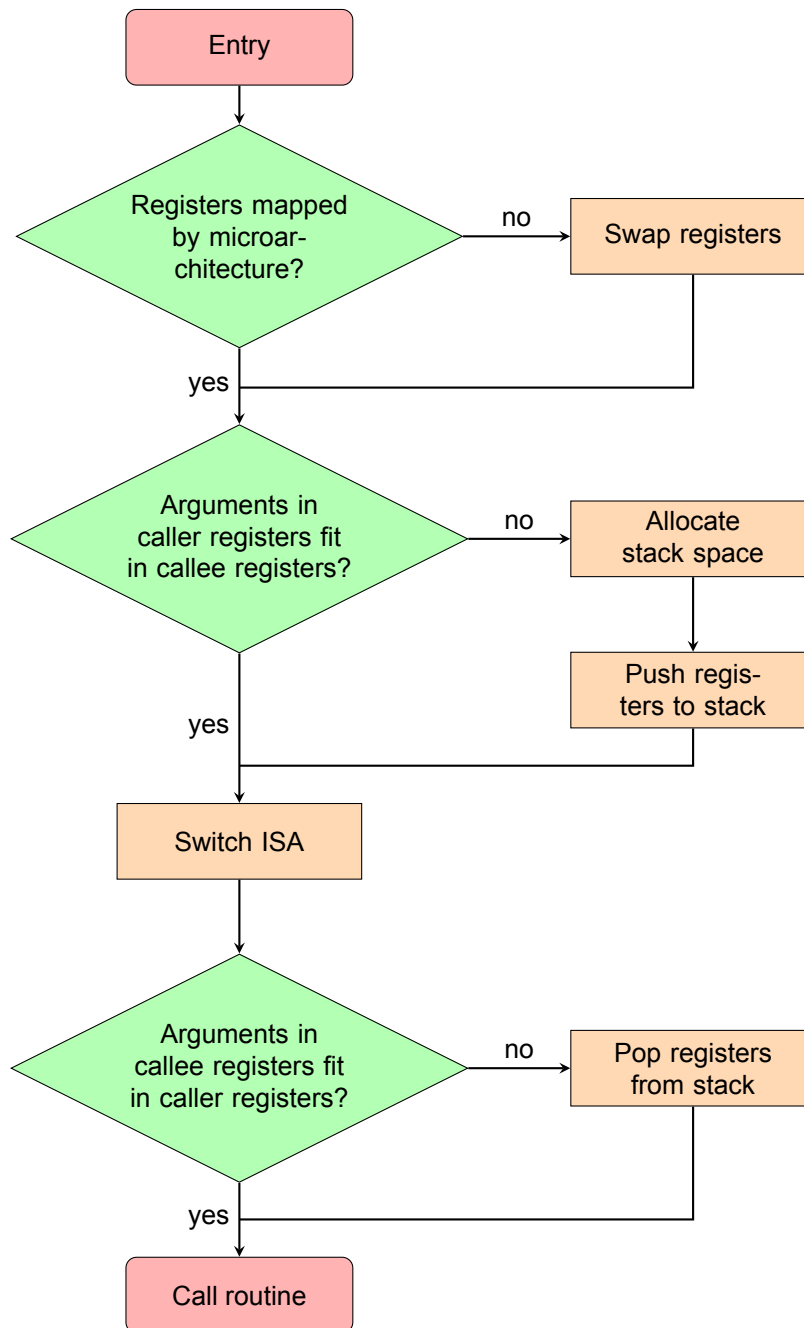 Entry
Registers mapped
by microar-
chitecture?
no
Swap registers
yes
Arguments in
caller registers fit
in callee registers?
no
Allocate
stack space
Push regis-
ters to stack
yes
Switch ISA
Arguments in
callee registers fit
in caller registers?
no
Pop registers
from stack
yes
Call routine